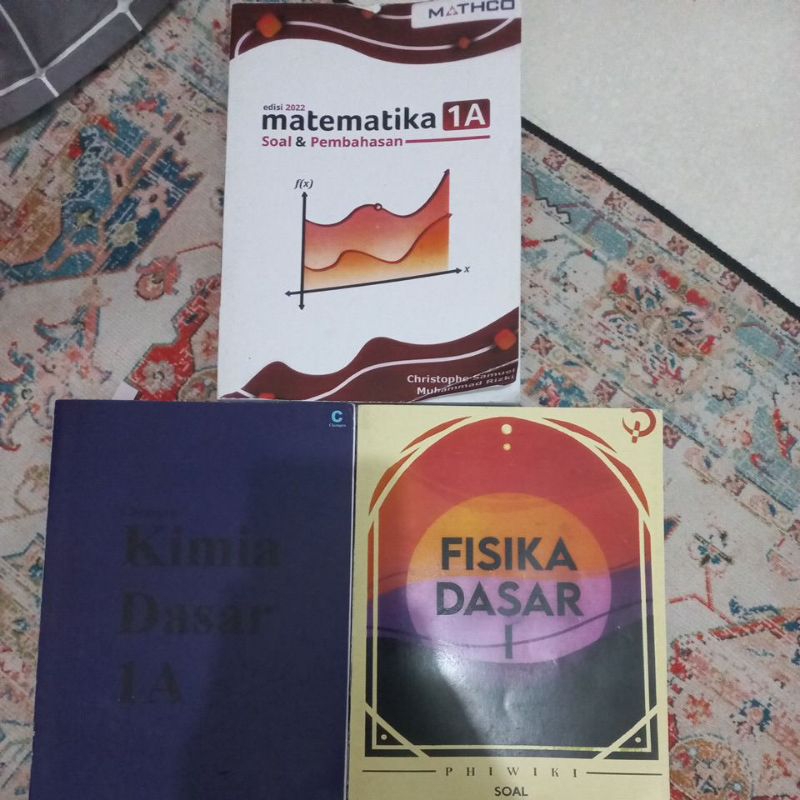 MATHCO
edisi 2022
matematika 1A
Soal & Pembahasan
f(x)
x
Christophe Samuel
Muhammad Rizki
C
Kimia
Dasar
1A
FISIKA
DASAR
I
PHIWIKI
SOAL